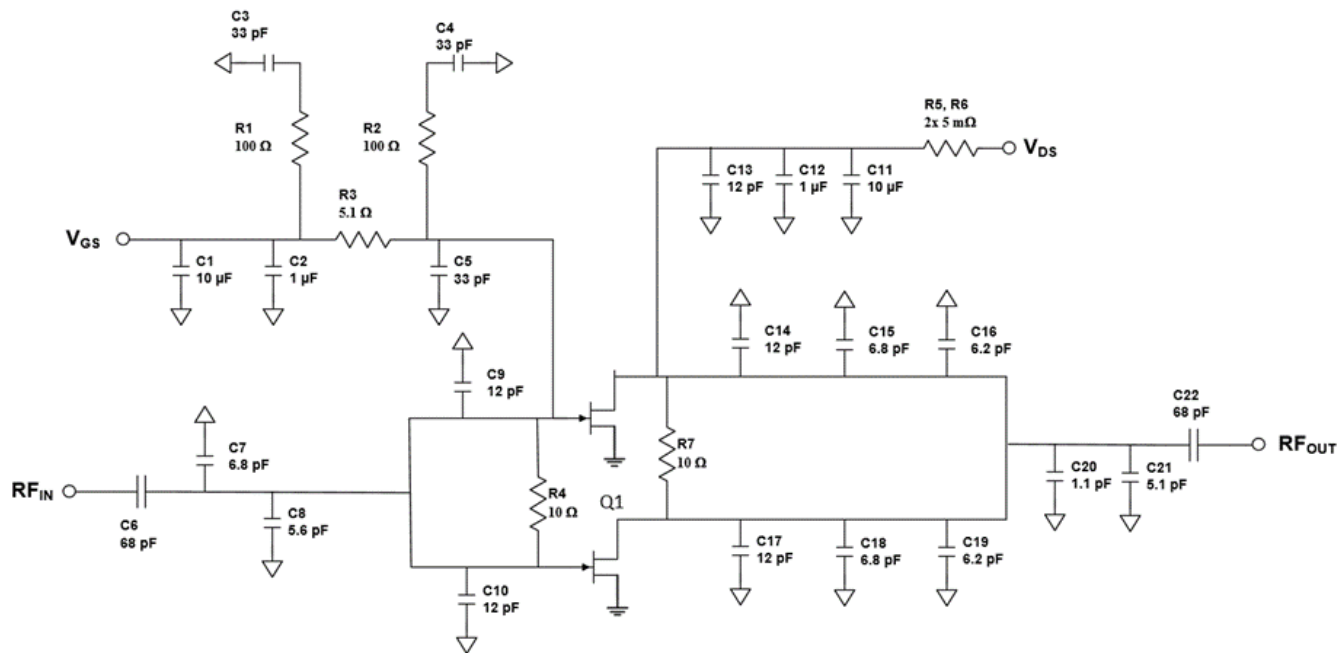 C3
33 pF
C4
33 pF
R1
100 Ω
R2
100 Ω
R5, R6
2x 5 mΩ
V_DS
C13
12 pF
C12
1 µF
C11
10 µF
R3
5.1 Ω
V_GS
C1
10 µF
C2
1 µF
C5
33 pF
C14
12 pF
C15
6.8 pF
C16
6.2 pF
C9
12 pF
C22
68 pF
C7
6.8 pF
R7
10 Ω
RF_OUT
RF_IN
R4
10 Ω
Q1
C20
1.1 pF
C21
5.1 pF
C6
68 pF
C8
5.6 pF
C17
12 pF
C18
6.8 pF
C19
6.2 pF
C10
12 pF